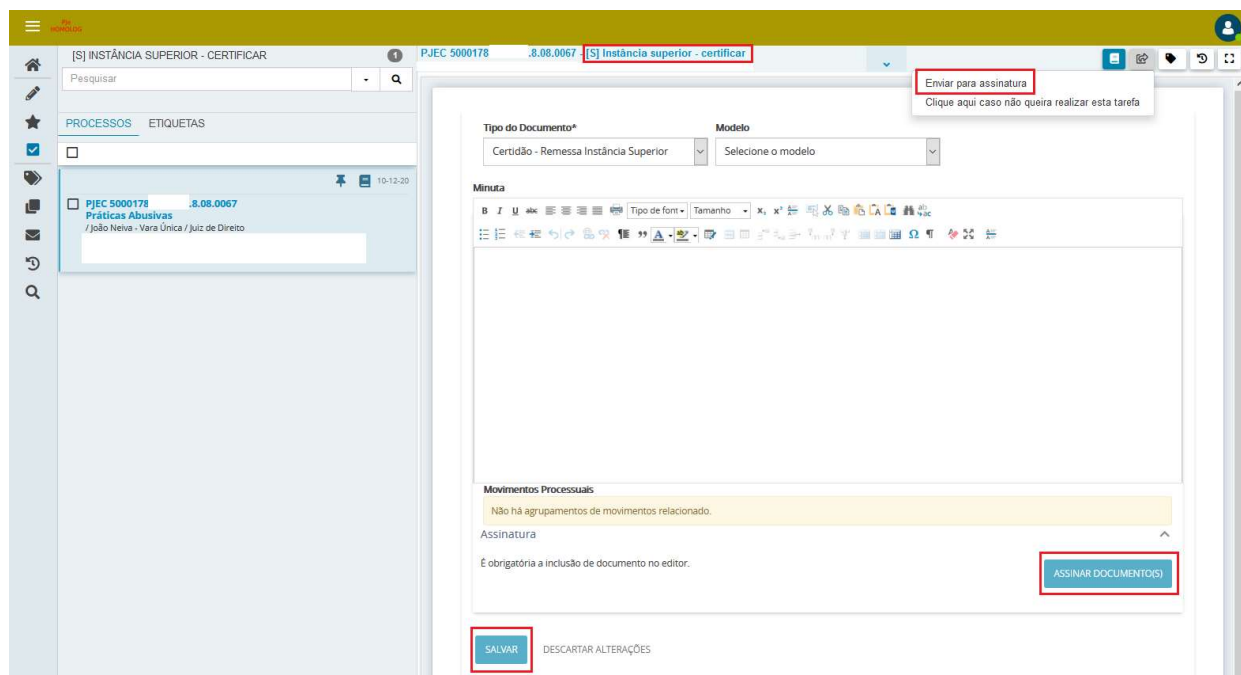 PJe
HOMOLOG
[S] INSTÂNCIA SUPERIOR - CERTIFICAR
1
Pesquisar
PROCESSOS
ETIQUETAS
10-12-20
PJEC 5000178 .8.08.0067
Práticas Abusivas
/ João Neiva - Vara Única / Juiz de Direito
PJEC 5000178 .8.08.0067 - [S] Instância superior - certificar
Enviar para assinatura
Clique aqui caso não queira realizar esta tarefa
Tipo do Documento*
Modelo
Certidão - Remessa Instância Superior
Selecione o modelo
Minuta
B I U abc Tipo de font Tamanho x, x²
Movimentos Processuais
Não há agrupamentos de movimentos relacionado.
Assinatura
É obrigatória a inclusão de documento no editor.
ASSINAR DOCUMENTO(S)
SALVAR
DESCARTAR ALTERAÇÕES